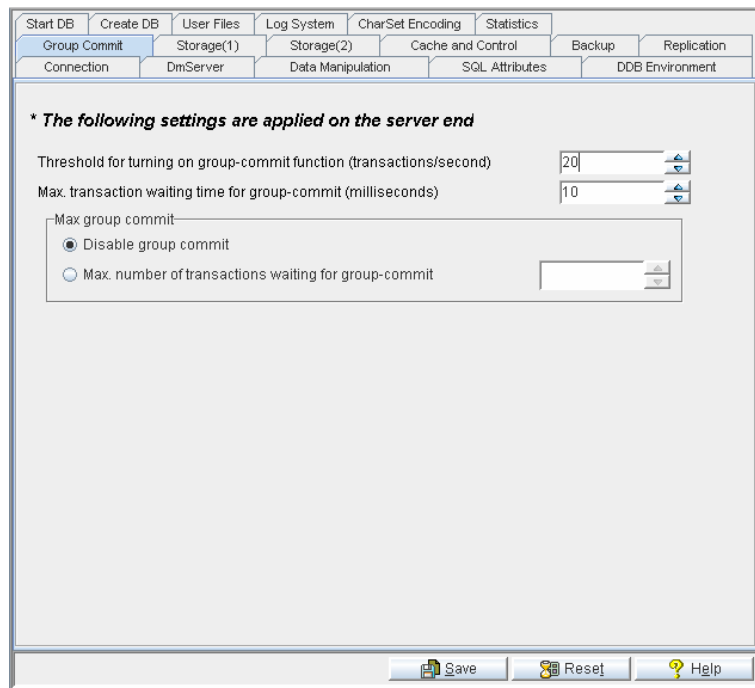 Start DB Create DB User Files Log System CharSet Encoding Statistics
Group Commit Storage(1) Storage(2) Cache and Control Backup Replication
Connection DmServer Data Manipulation SQL Attributes DDB Environment
* The following settings are applied on the server end
Threshold for turning on group-commit function (transactions/second) 20
Max. transaction waiting time for group-commit (milliseconds) 10
Max group commit
Disable group commit
Max. number of transactions waiting for group-commit
Save Reset Help